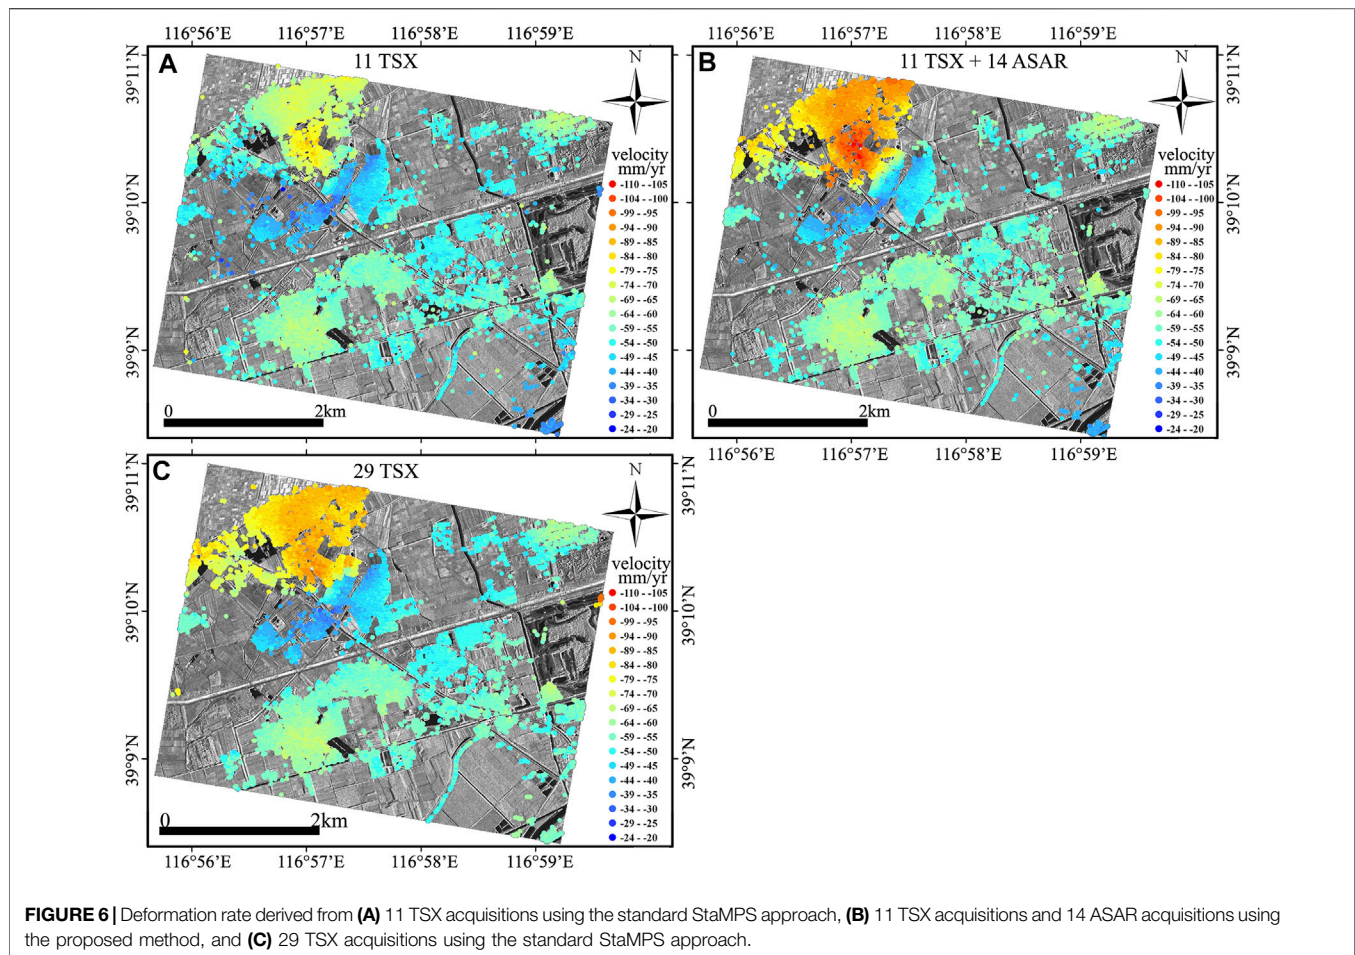 116°56’E 116°57’E 116°58’E 116°59’E 116°56’E 116°57’E 116°58’E 116°59’E
A
11 TSX
N
39°11’N
39°10’N
39°9’N
velocity
mm/yr
-110 - -105
-104 - -100
-99 - -95
-94 - -90
-89 - -85
-84 - -80
-79 - -75
-74 - -70
-69 - -65
-64 - -60
-59 - -55
-54 - -50
-49 - -45
-44 - -40
-39 - -35
-34 - -30
-29 - -25
-24 - -20
0 2km
B
11 TSX + 14 ASAR
N
39°11’N
39°10’N
39°9’N
velocity
mm/yr
-110 - -105
-104 - -100
-99 - -95
-94 - -90
-89 - -85
-84 - -80
-79 - -75
-74 - -70
-69 - -65
-64 - -60
-59 - -55
-54 - -50
-49 - -45
-44 - -40
-39 - -35
-34 - -30
-29 - -25
-24 - -20
0 2km
116°56’E 116°57’E 116°58’E 116°59’E 116°56’E 116°57’E 116°58’E 116°59’E
C
29 TSX
N
39°11’N
39°10’N
39°9’N
39°11’N
39°10’N
39°9’N
velocity
mm/yr
-110 - -105
-104 - -100
-99 - -95
-94 - -90
-89 - -85
-84 - -80
-79 - -75
-74 - -70
-69 - -65
-64 - -60
-59 - -55
-54 - -50
-49 - -45
-44 - -40
-39 - -35
-34 - -30
-29 - -25
-24 - -20
0 2km
116°56’E 116°57’E 116°58’E 116°59’E
FIGURE 6 | Deformation rate derived from (A) 11 TSX acquisitions using the standard StaMPS approach, (B) 11 TSX acquisitions and 14 ASAR acquisitions using
the proposed method, and (C) 29 TSX acquisitions using the standard StaMPS approach.